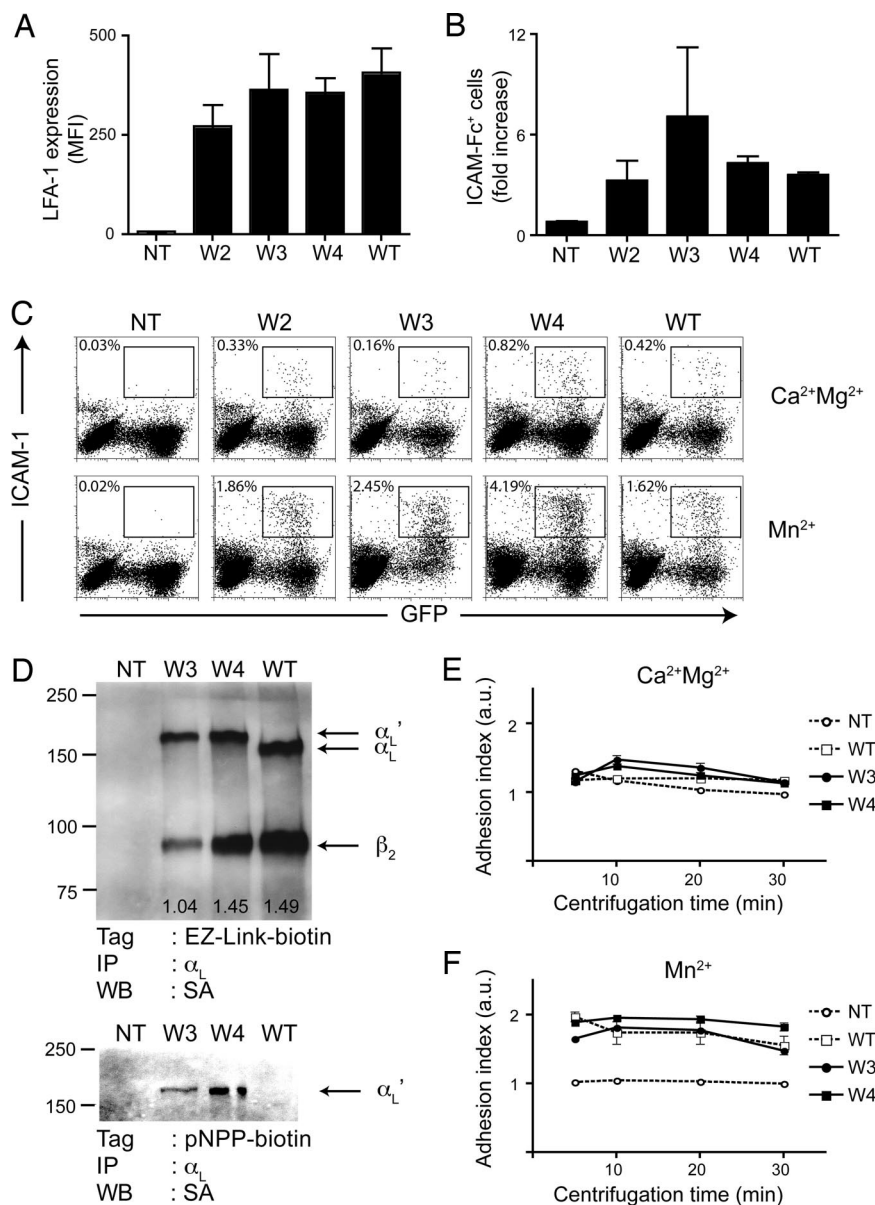 A
LFA-1 expression
(MFI)
500
250
0
NT W2 W3 W4 WT
B
ICAM-Fc⁺ cells
(fold increase)
12
6
0
NT W2 W3 W4 WT
C
NT W2 W3 W4 WT
0.03% 0.33% 0.16% 0.82% 0.42%
Ca²⁺Mg²⁺
0.02% 1.86% 2.45% 4.19% 1.62%
Mn²⁺
ICAM-1
GFP
D
NT W3 W4 WT
250
150
100
75
αL'
αL
β2
1.04 1.45 1.49
Tag : EZ-Link-biotin
IP : αL
WB : SA
NT W3 W4 WT
250
150
αL'
Tag : pNPP-biotin
IP : αL
WB : SA
E
Ca²⁺Mg²⁺
Adhesion index (a.u.)
2
1
10 20 30
Centrifugation time (min)
NT
WT
W3
W4
F
Mn²⁺
Adhesion index (a.u.)
2
1
10 20 30
Centrifugation time (min)
NT
WT
W3
W4